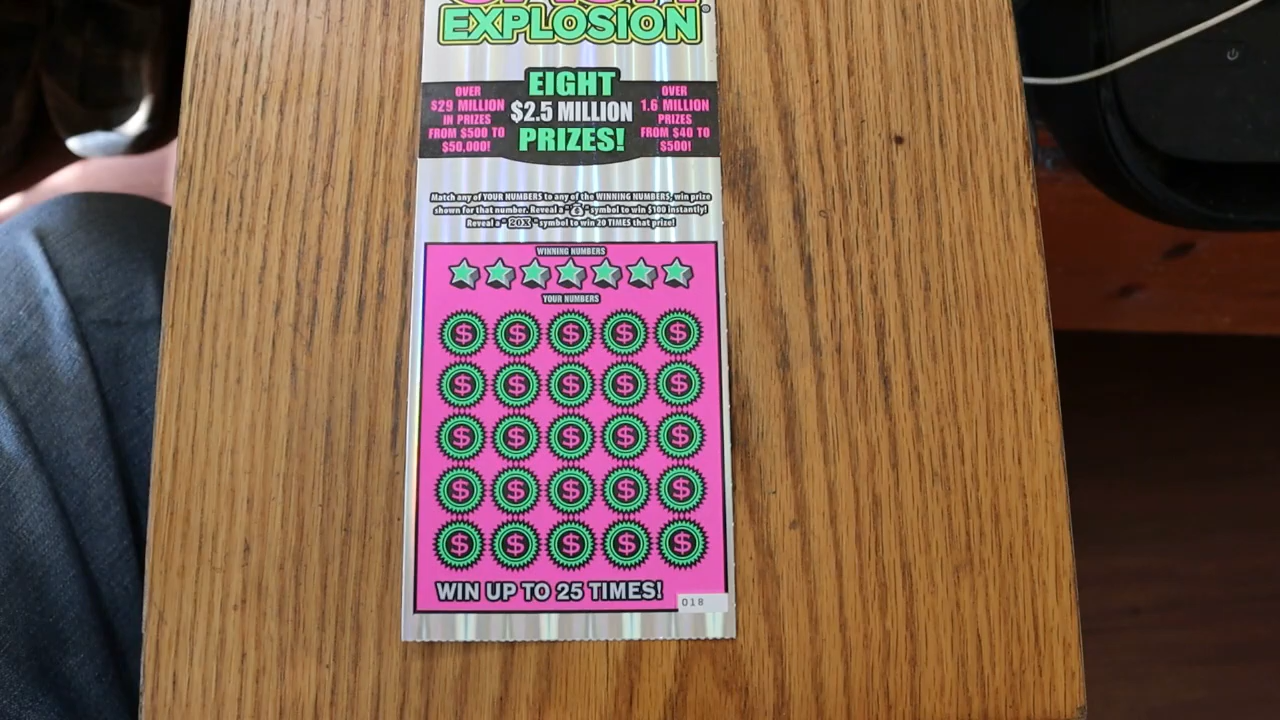 EXPLOSION®
EIGHT
$2.5 MILLION
PRIZES!
OVER
$29 MILLION
IN PRIZES
FROM $500 TO
$50,000!
OVER
1.6 MILLION
PRIZES
FROM $40 TO
$500!
Match any of YOUR NUMBERS to any of the WINNING NUMBERS, win prize
shown for that number. Reveal a " " symbol to win $100 instantly!
Reveal a "20X" symbol to win 20 TIMES that prize!
WINNING NUMBERS
YOUR NUMBERS
$ $ $ $ $
$ $ $ $ $
$ $ $ $ $
$ $ $ $ $
$ $ $ $ $
WIN UP TO 25 TIMES!
018